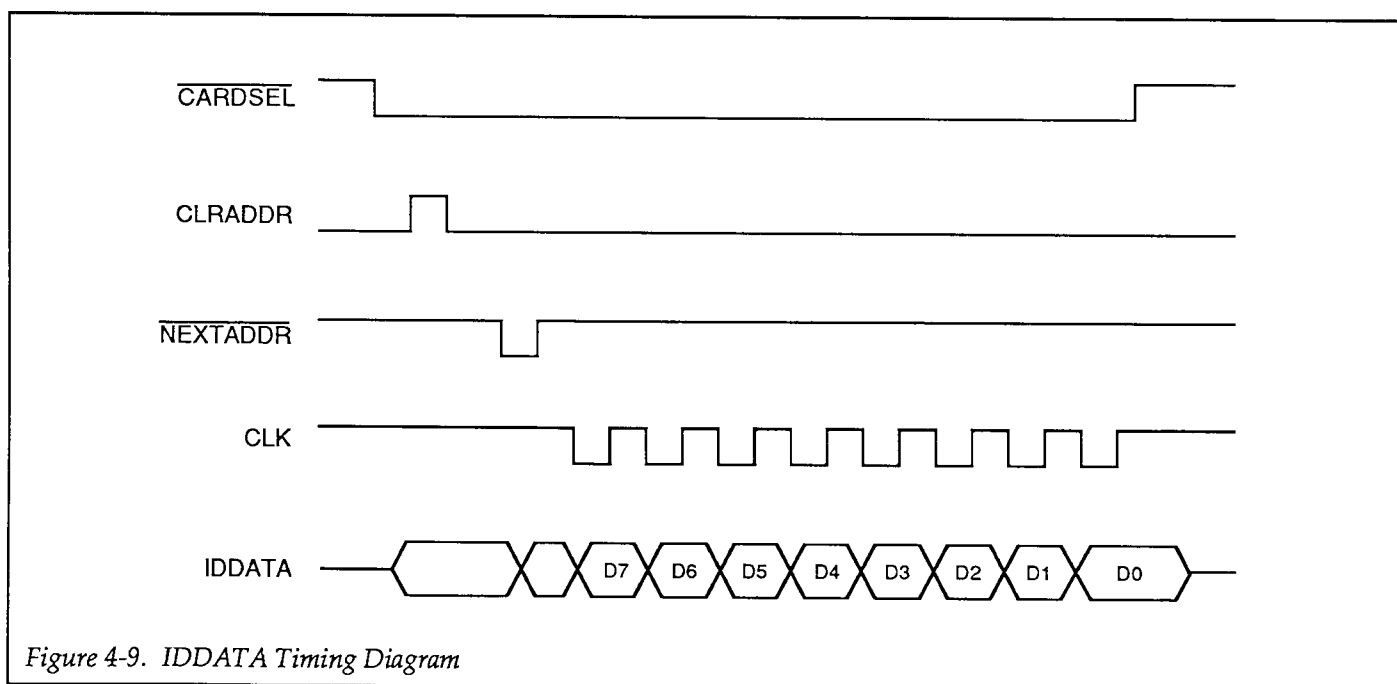 CARDSEL
CLRADDR
NEXTADDR
CLK
IDDATA D7 D6 D5 D4 D3 D2 D1 D0
Figure 4-9. IDDATA Timing Diagram